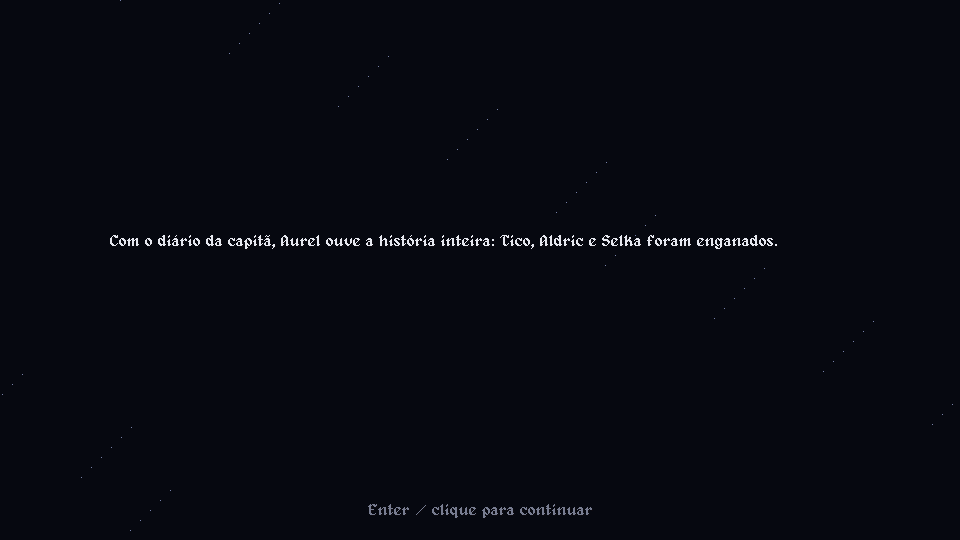 Com o diário da capitã, Aurel ouve a história inteira: Tico, Aldric e Selka foram enganados.
Enter / clique para continuar